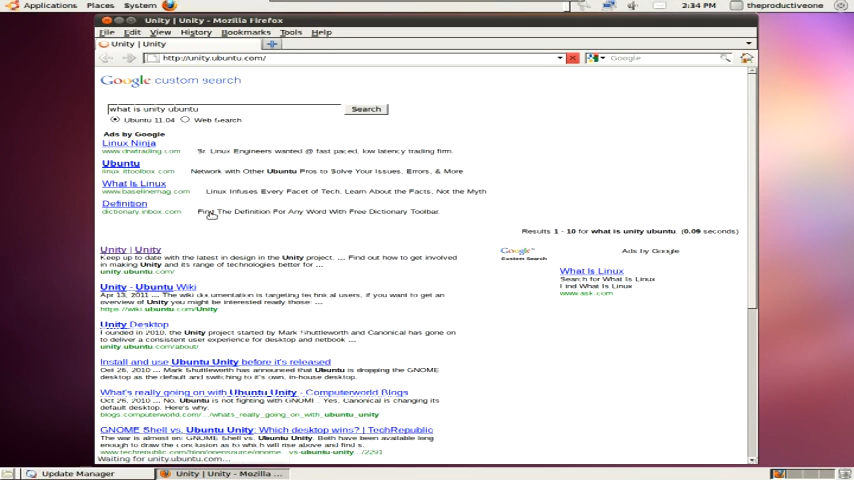 Applications Places System 2:34 PM theproductiveone
Unity | Unity - Mozilla Firefox
File Edit View History Bookmarks Tools Help
Unity | Unity
http://unity.ubuntu.com/ Google
Google custom search
what is unity ubuntu Search
Ubuntu 11.04 Web Search
Ads by Google
Linux Ninja
www.drwtrading.com Sr. Linux Engineers wanted @ fast paced, low latency trading firm.
Ubuntu
linux.ittoolbox.com Network with Other Ubuntu Pros to Solve Your Issues, Errors, & More
What Is Linux
www.baselinemag.com Linux Infuses Every Facet of Tech, Learn About the Facts, Not the Myth
Definition
dictionary.inbox.com Find The Definition For Any Word With Free Dictionary Toolbar.
Results 1 - 10 for what is unity ubuntu. (0.09 seconds)
Unity | Unity
Keep up to date with the latest in design in the Unity project. ... Find out how to get involved
in making Unity and its range of technologies better for ...
unity.ubuntu.com/
Google™ Custom Search Ads by Google
What Is Linux
Search for What Is Linux
Find What Is Linux
www.ask.com
Unity - Ubuntu Wiki
Apr 13, 2011 ... The wiki documentation is targeting technical users, if you want to get an
overview of Unity you might be interested ready those: ...
https://wiki.ubuntu.com/Unity
Unity Desktop
Founded in 2010, the Unity project started by Mark Shuttleworth and Canonical has gone on
to deliver a consistent user experience for desktop and netbook ...
unity.ubuntu.com/about/
Install and use Ubuntu Unity before it's released
Oct 26, 2010 ... Mark Shuttleworth has announced that Ubuntu is dropping the GNOME
desktop as the default and switching to it's own, in-house desktop.
What's really going on with Ubuntu Unity - Computerworld Blogs
Oct 26, 2010 ... No. Ubuntu is not fighting with GNOME. Yes, Canonical is changing its
default desktop. Here's why.
blogs.computerworld.com/.../what's_really_going_on_with_ubuntu_unity
GNOME Shell vs. Ubuntu Unity: Which desktop wins? | TechRepublic
The war is almost on: GNOME Shell vs. Ubuntu Unity. Both have been available long
enough to draw the conclusion as to which will rise above and find s.
www.techrepublic.com/blog/opensource/gnome...vs-ubuntu-unity.../2291
Waiting for unity.ubuntu.com...
Update Manager Unity | Unity - Mozilla Fir...